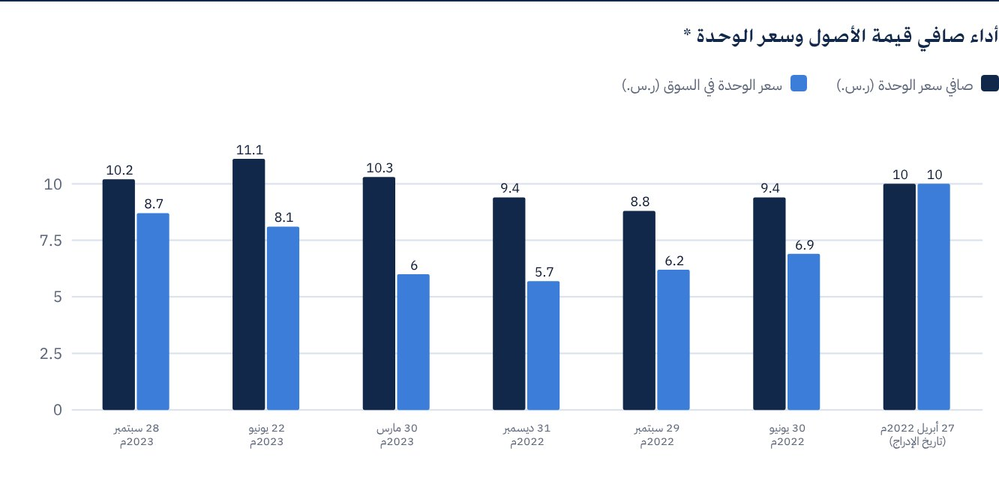 أداء صافي قيمة الأصول وسعر الوحدة *
صافي سعر الوحدة (ر.س.)
سعر الوحدة في السوق (ر.س.)
10
7.5
5
2.5
0
10
10
9.4
6.9
8.8
6.2
9.4
5.7
10.3
6
11.1
8.1
10.2
8.7
27 أبريل 2022م
(تاريخ الإدراج)
30 يونيو
2022م
29 سبتمبر
2022م
31 ديسمبر
2022م
30 مارس
2023م
22 يونيو
2023م
28 سبتمبر
2023م